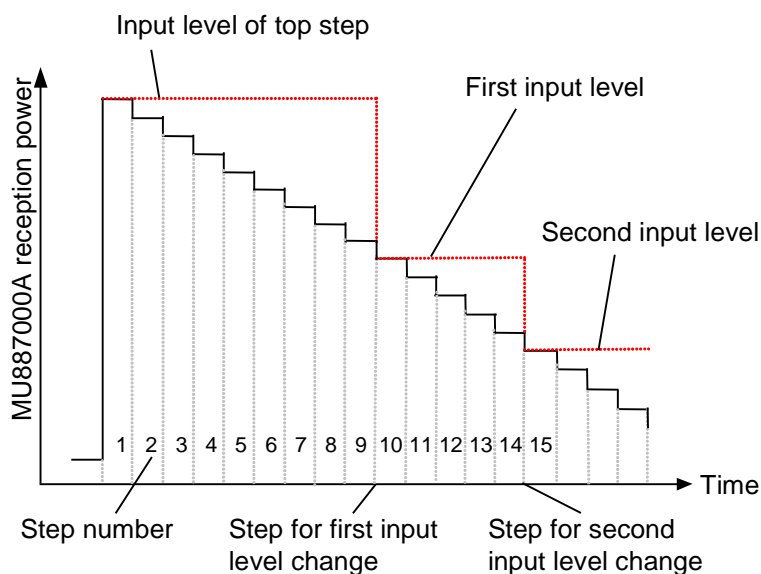 Input level of top step
First input level
Second input level
MU887000A reception power
1 2 3 4 5 6 7 8 9 10 11 12 13 14 15
Time
Step number
Step for first input
level change
Step for second
input level change